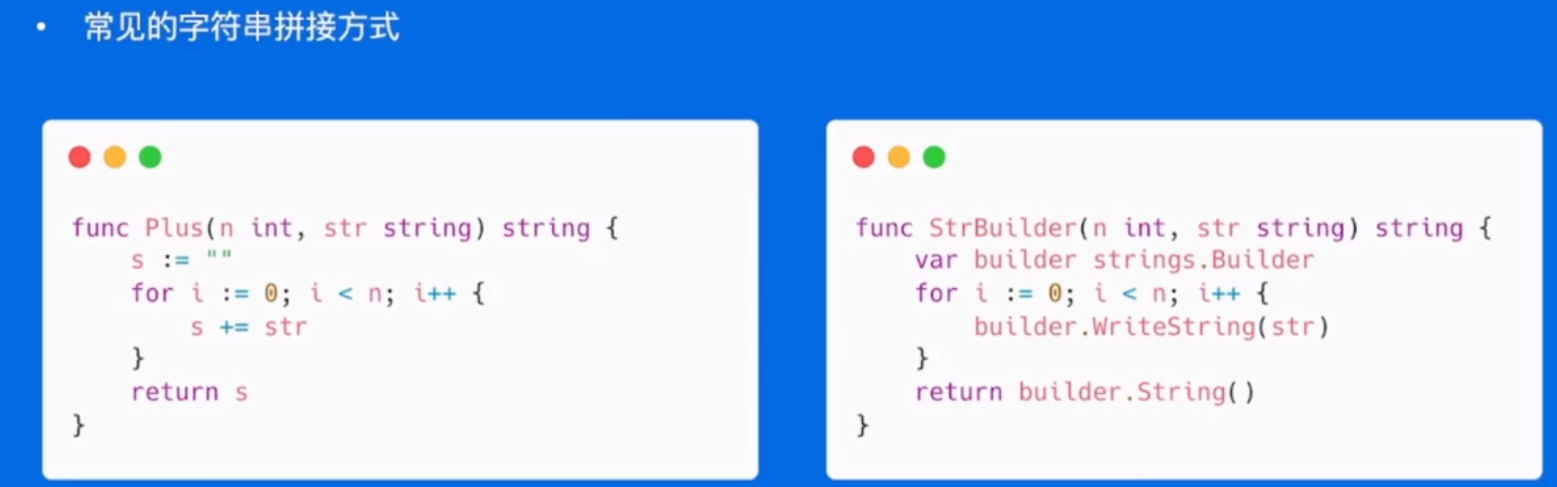 • 常见的字符串拼接方式
func Plus(n int, str string) string {
    s := ""
    for i := 0; i < n; i++ {
        s += str
    }
    return s
}
func StrBuilder(n int, str string) string {
    var builder strings.Builder
    for i := 0; i < n; i++ {
        builder.WriteString(str)
    }
    return builder.String()
}